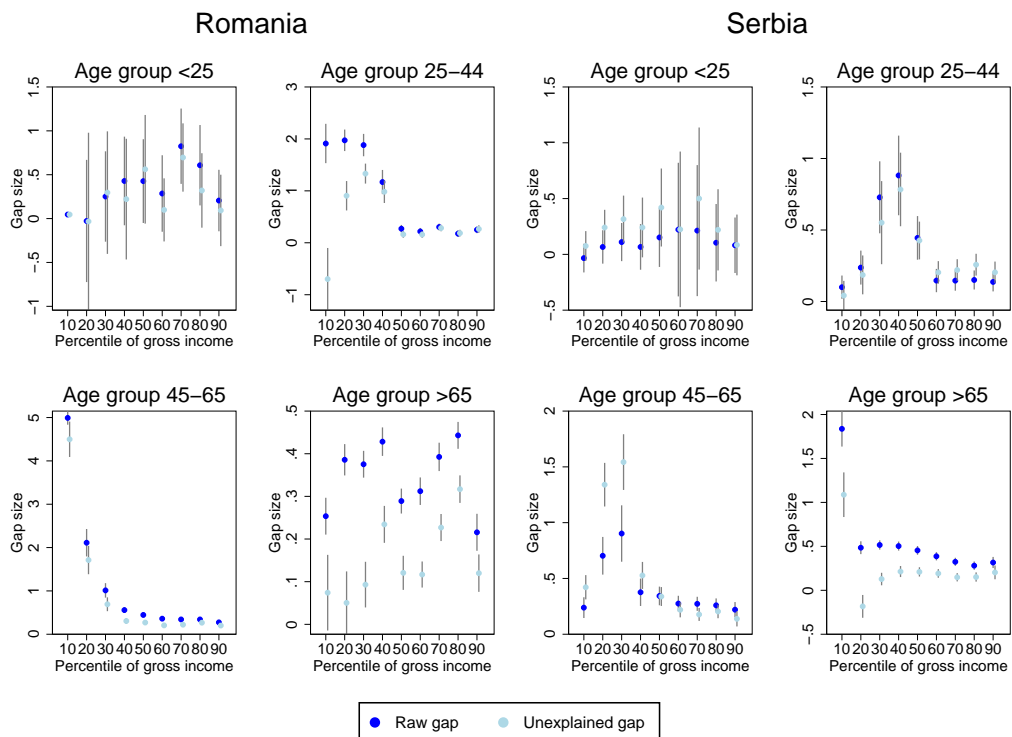 Romania
Serbia
Age group <25
Gap size
1.5
1
.5
0
−.5
−1
10 20 30 40 50 60 70 80 90
Percentile of gross income
Age group 25−44
Gap size
3
2
1
0
−1
10 20 30 40 50 60 70 80 90
Percentile of gross income
Age group <25
Gap size
1.5
1
.5
0
−.5
10 20 30 40 50 60 70 80 90
Percentile of gross income
Age group 25−44
Gap size
1.5
1
.5
0
10 20 30 40 50 60 70 80 90
Percentile of gross income
Age group 45−65
Gap size
5
4
3
2
1
0
10 20 30 40 50 60 70 80 90
Percentile of gross income
Age group >65
Gap size
.5
.4
.3
.2
.1
0
10 20 30 40 50 60 70 80 90
Percentile of gross income
Age group 45−65
Gap size
2
1.5
1
.5
0
10 20 30 40 50 60 70 80 90
Percentile of gross income
Age group >65
Gap size
2
1.5
1
.5
0
−.5
10 20 30 40 50 60 70 80 90
Percentile of gross income
Raw gap
Unexplained gap